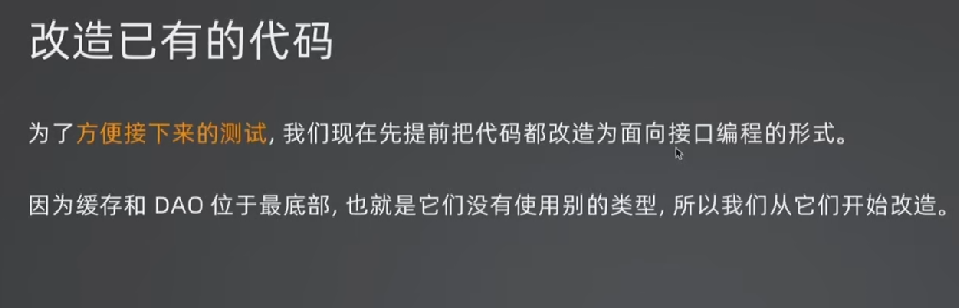 改造已有的代码
为了方便接下来的测试, 我们现在先提前把代码都改造为面向接口编程的形式。
因为缓存和 DAO 位于最底部, 也就是它们没有使用别的类型, 所以我们从它们开始改造。